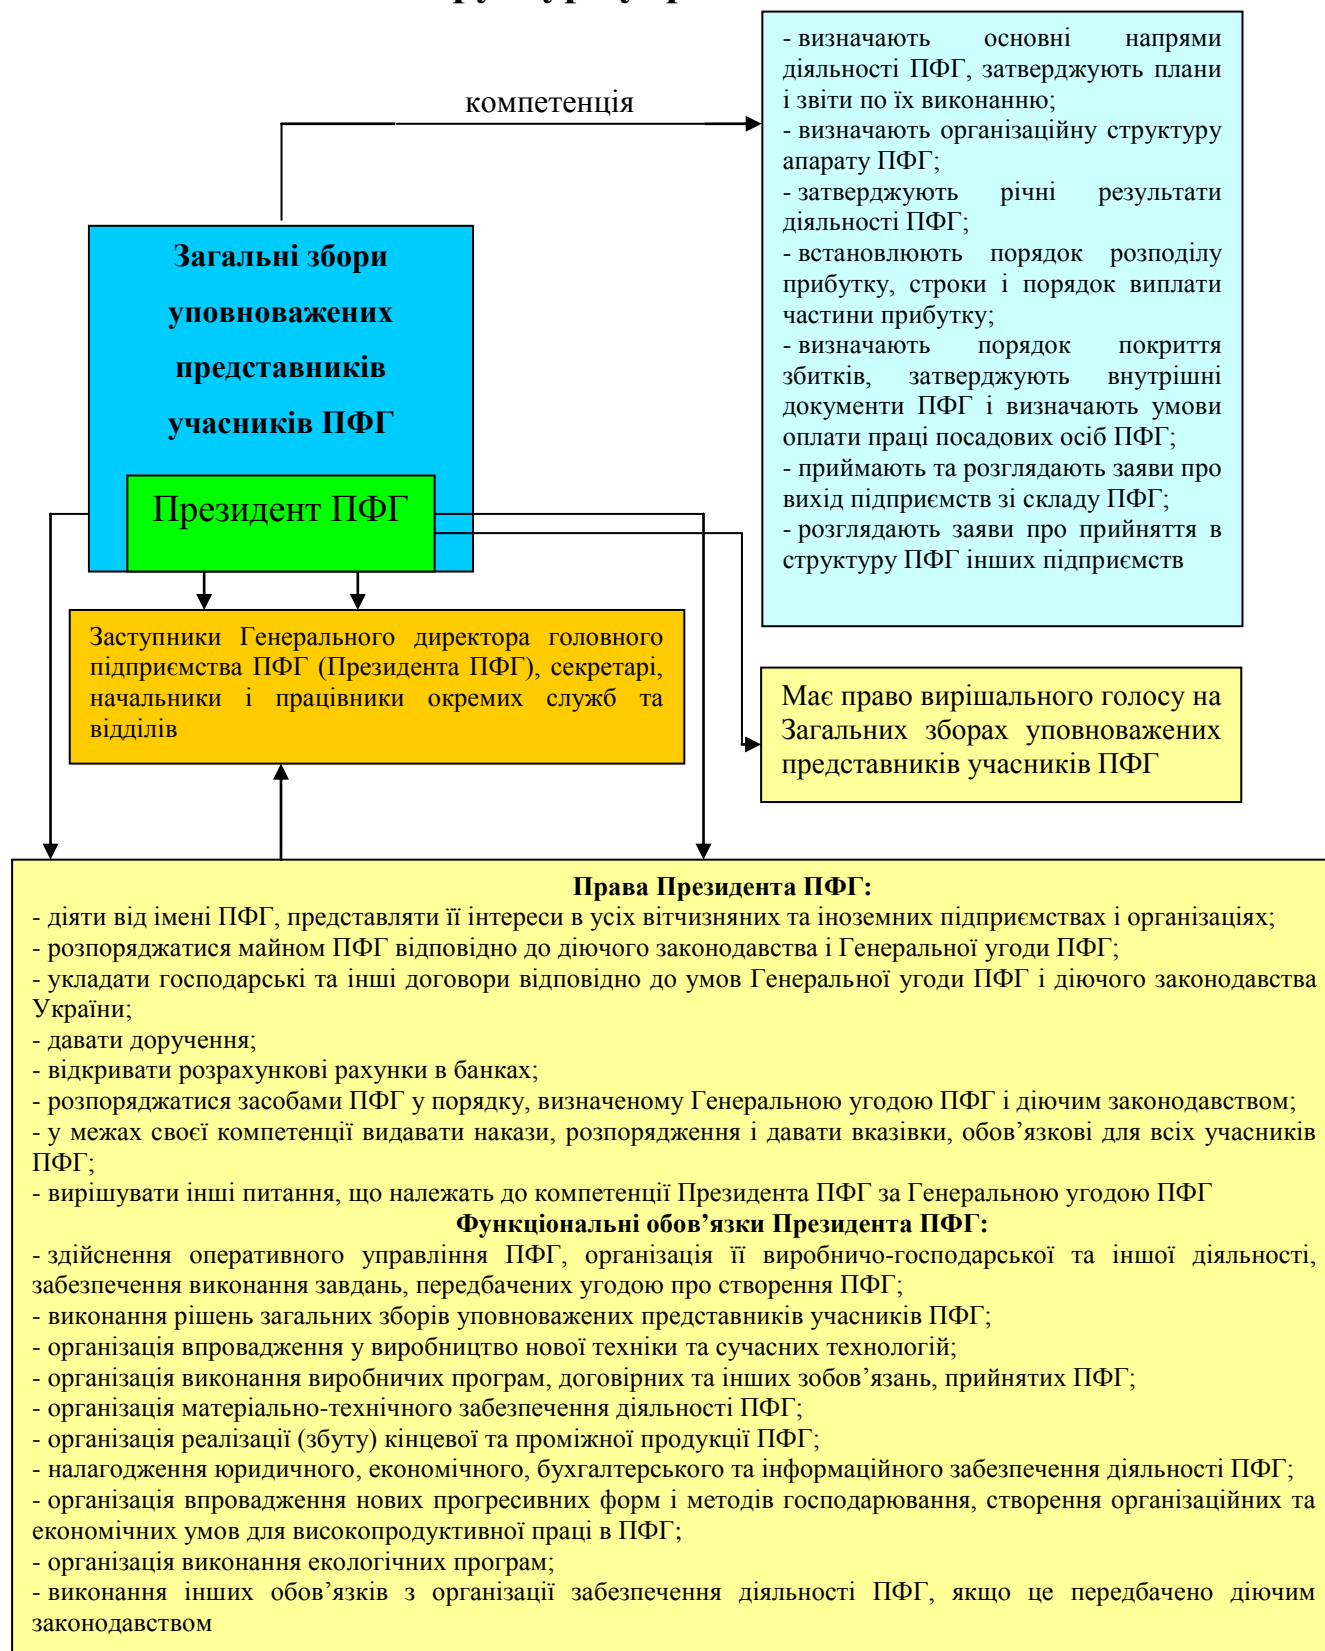 компетенція
- визначають основні напрями
діяльності ПФГ, затверджують плани
і звіти по їх виконанню;
- визначають організаційну структуру
апарату ПФГ;
- затверджують річні результати
діяльності ПФГ;
- встановлюють порядок розподілу
прибутку, строки і порядок виплати
частини прибутку;
- визначають порядок покриття
збитків, затверджують внутрішні
документи ПФГ і визначають умови
оплати праці посадових осіб ПФГ;
- приймають та розглядають заяви про
вихід підприємств зі складу ПФГ;
- розглядають заяви про прийняття в
структуру ПФГ інших підприємств
Загальні збори
уповноважених
представників
учасників ПФГ
Президент ПФГ
Заступники Генерального директора головного
підприємства ПФГ (Президента ПФГ), секретарі,
начальники і працівники окремих служб та
відділів
Має право вирішального голосу на
Загальних зборах уповноважених
представників учасників ПФГ
Права Президента ПФГ:
- діяти від імені ПФГ, представляти її інтереси в усіх вітчизняних та іноземних підприємствах і організаціях;
- розпоряджатися майном ПФГ відповідно до діючого законодавства і Генеральної угоди ПФГ;
- укладати господарські та інші договори відповідно до умов Генеральної угоди ПФГ і діючого законодавства
України;
- давати доручення;
- відкривати розрахункові рахунки в банках;
- розпоряджатися засобами ПФГ у порядку, визначеному Генеральною угодою ПФГ і діючим законодавством;
- у межах своєї компетенції видавати накази, розпорядження і давати вказівки, обов’язкові для всіх учасників
ПФГ;
- вирішувати інші питання, що належать до компетенції Президента ПФГ за Генеральною угодою ПФГ
Функціональні обов’язки Президента ПФГ:
- здійснення оперативного управління ПФГ, організація її виробничо-господарської та іншої діяльності,
забезпечення виконання завдань, передбачених угодою про створення ПФГ;
- виконання рішень загальних зборів уповноважених представників учасників ПФГ;
- організація впровадження у виробництво нової техніки та сучасних технологій;
- організація виконання виробничих програм, договірних та інших зобов’язань, прийнятих ПФГ;
- організація матеріально-технічного забезпечення діяльності ПФГ;
- організація реалізації (збуту) кінцевої та проміжної продукції ПФГ;
- налагодження юридичного, економічного, бухгалтерського та інформаційного забезпечення діяльності ПФГ;
- організація впровадження нових прогресивних форм і методів господарювання, створення організаційних та
економічних умов для високопродуктивної праці в ПФГ;
- організація виконання екологічних програм;
- виконання інших обов’язків з організації забезпечення діяльності ПФГ, якщо це передбачено діючим
законодавством